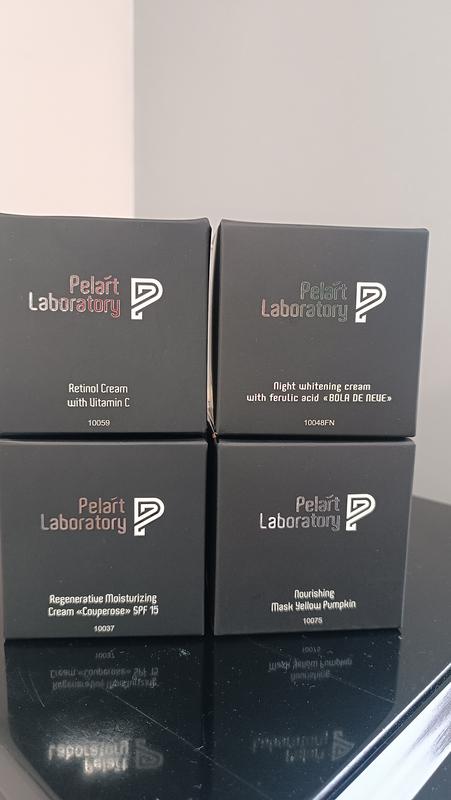 Pelart
Laboratory
Retinol Cream
with Vitamin C
10059
Pelart
Laboratory
Night whitening cream
with ferulic acid «BOLA DE NEUE»
10048FN
Pelart
Laboratory
Regenerative Moisturizing
Cream «Couperose» SPF 15
10037
Pelart
Laboratory
Nourishing
Mask Yellow Pumpkin
10075